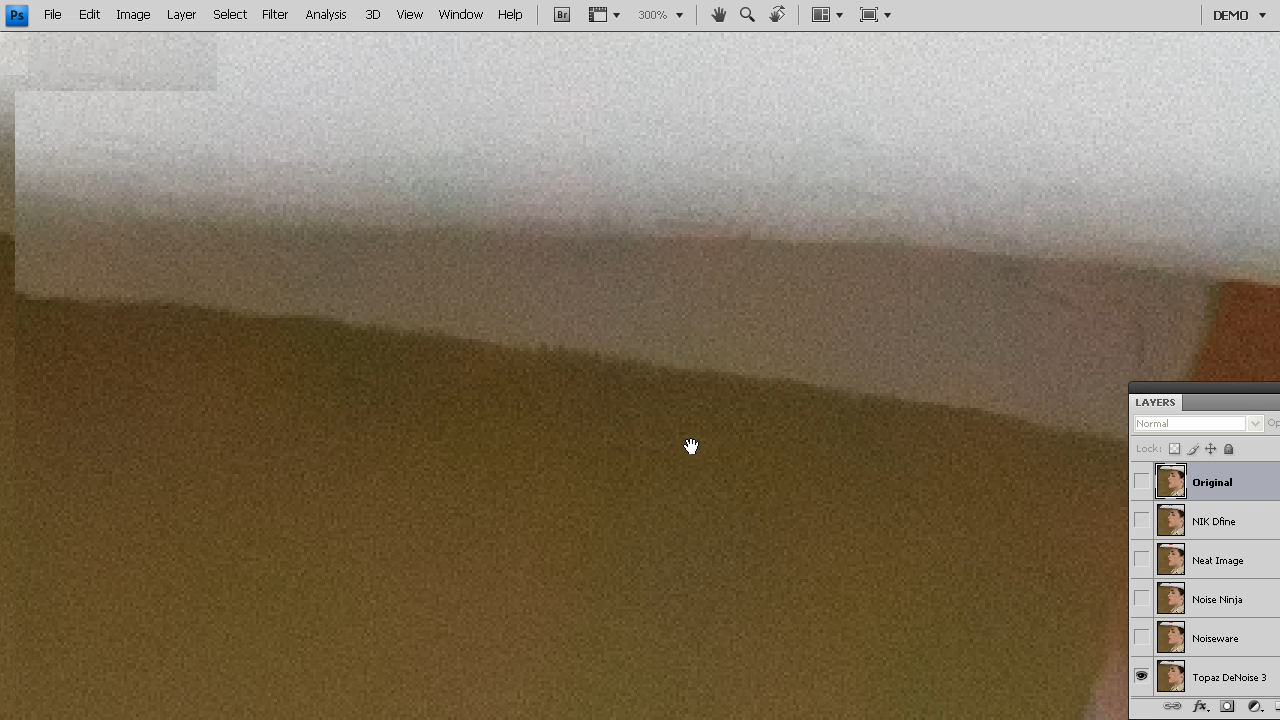 Ps File Edit Image Layer Select Filter Analysis 3D View Window Help Br 300% DEMO
LAYERS
Normal
Lock:
Original
NIK Dfine
Neat Image
Noise Ninja
Noiseware
Topaz DeNoise 3
fx.